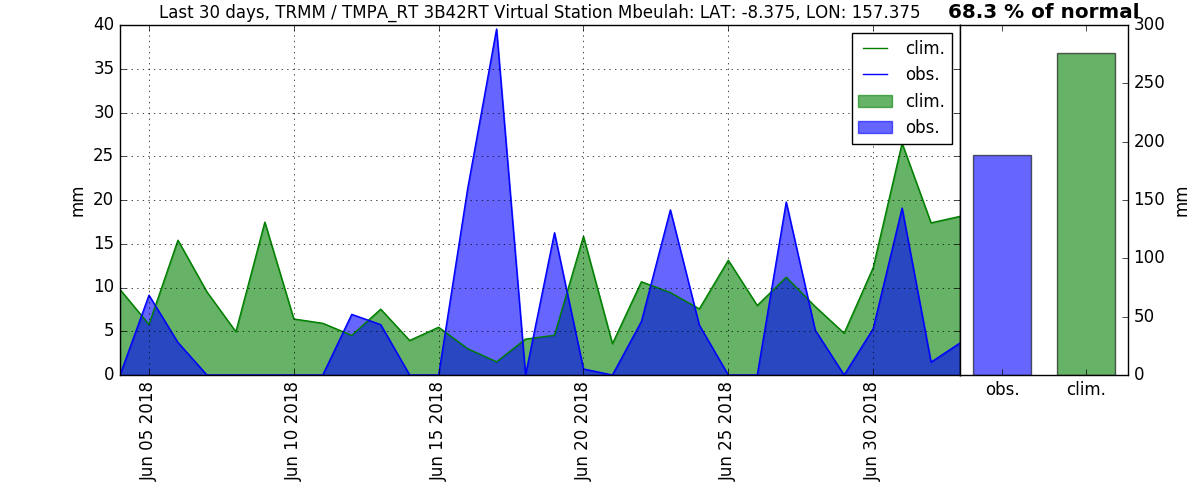 Last 30 days, TRMM / TMPA_RT 3B42RT Virtual Station Mbeulah: LAT: -8.375, LON: 157.375
68.3 % of normal
40
35
30
25
20
15
10
5
0
mm
clim.
obs.
clim.
obs.
300
250
200
150
100
50
0
mm
Jun 05 2018
Jun 10 2018
Jun 15 2018
Jun 20 2018
Jun 25 2018
Jun 30 2018
obs.
clim.